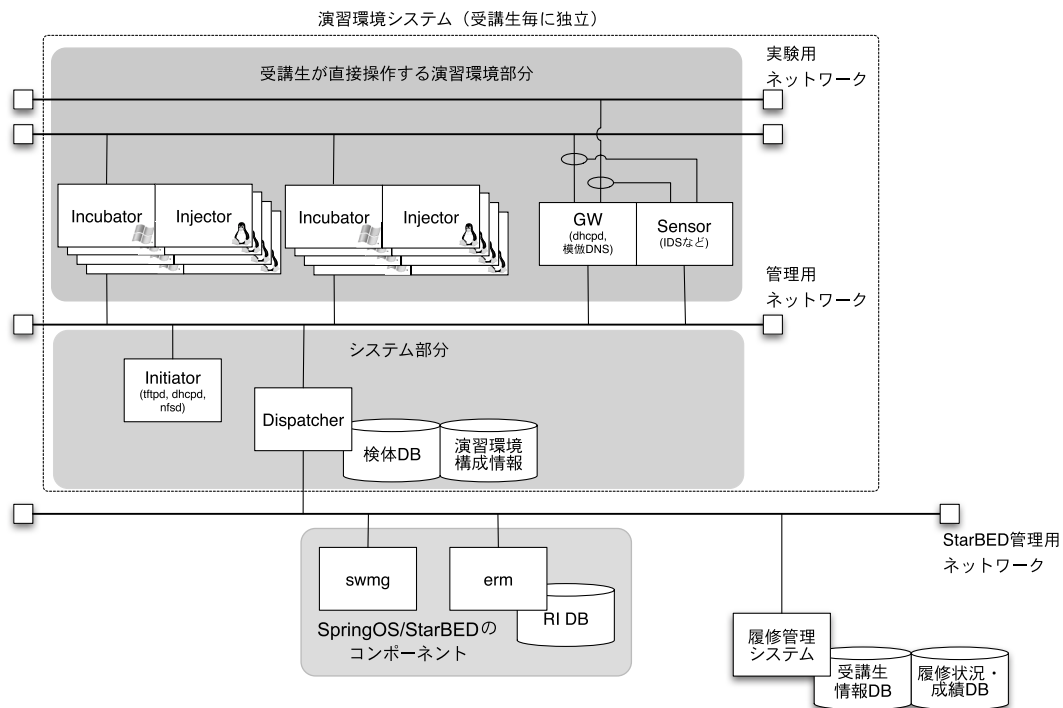 演習環境システム（受講生毎に独立）
実験用
ネットワーク
受講生が直接操作する演習環境部分
Incubator
Injector
Incubator
Injector
GW
(dhcpd,
模倣DNS)
Sensor
(IDSなど)
管理用
ネットワーク
システム部分
Initiator
(tftpd, dhcpd,
nfsd)
Dispatcher
検体DB
演習環境
構成情報
StarBED管理用
ネットワーク
swmg
erm
RI DB
SpringOS/StarBEDの
コンポーネント
履修管理
システム
受講生
情報DB
履修状況・
成績DB